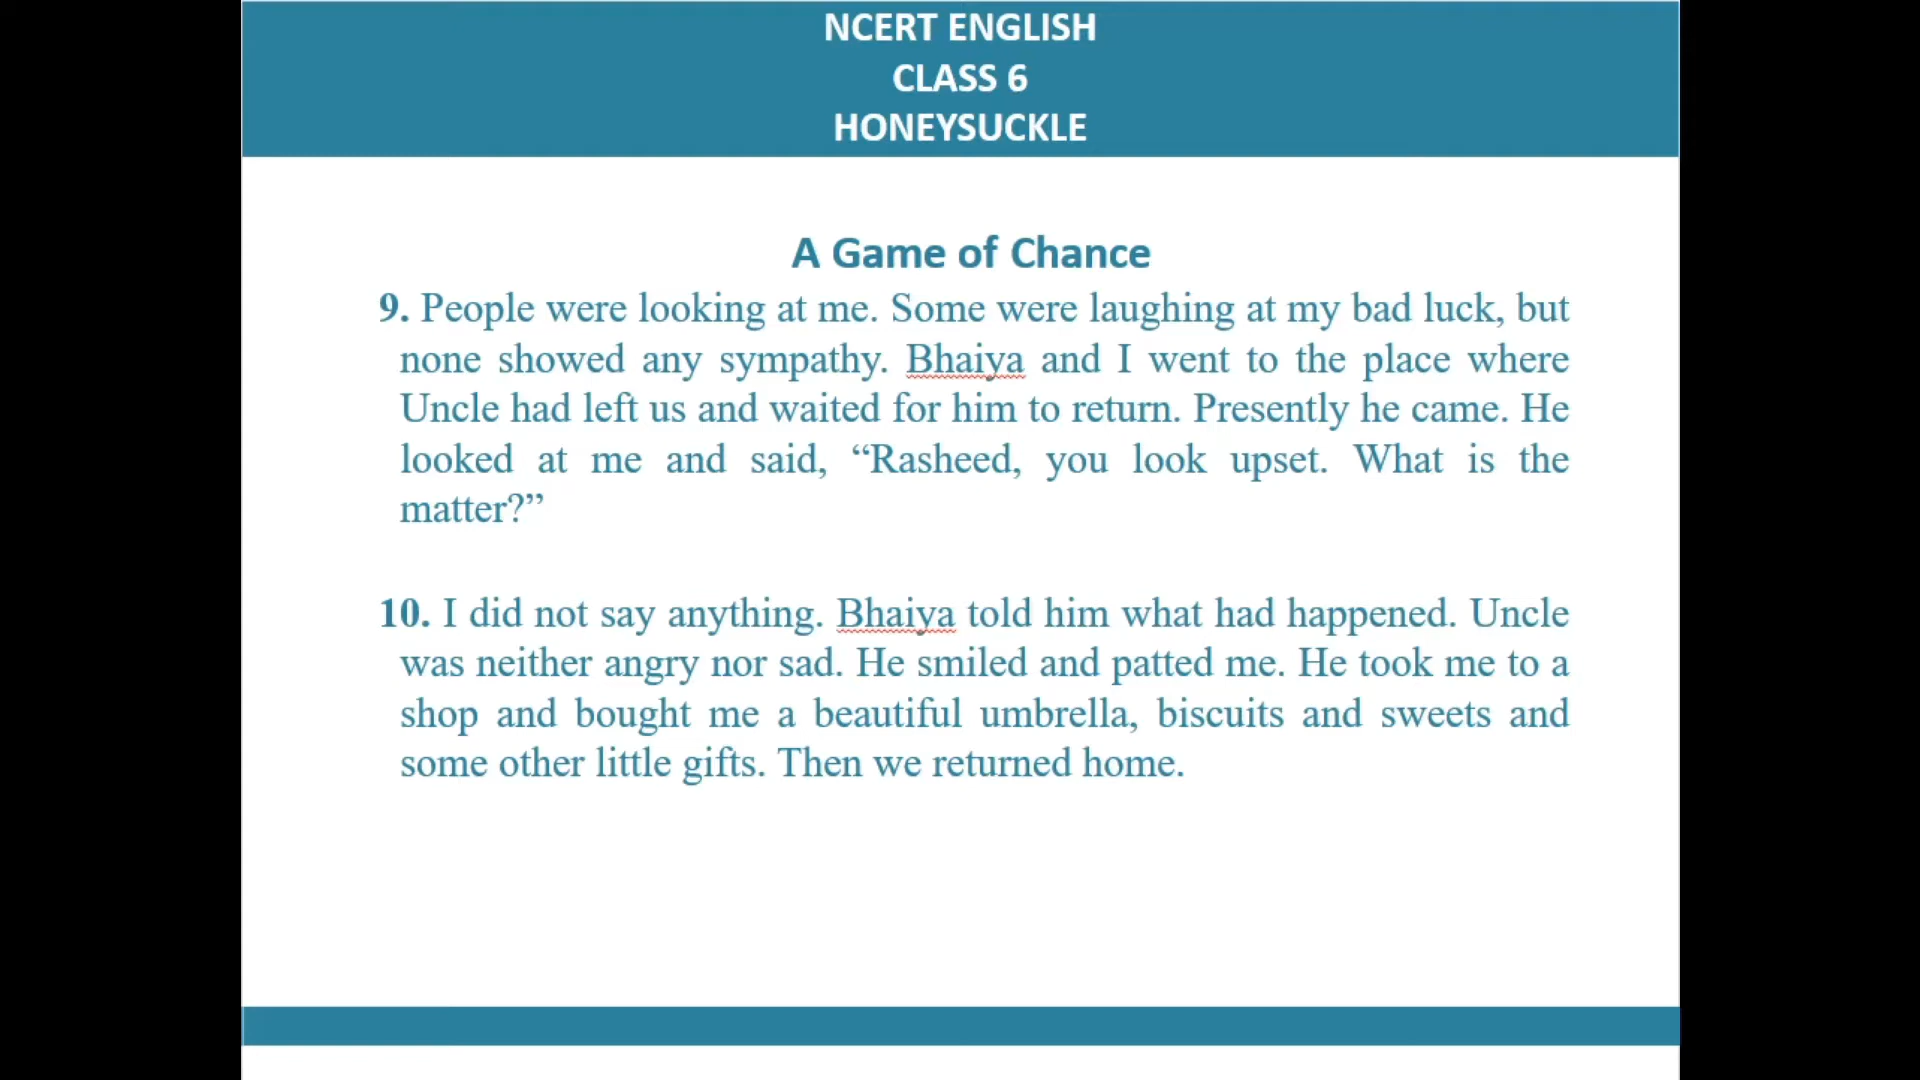 NCERT ENGLISH
CLASS 6
HONEYSUCKLE
A Game of Chance
9. People were looking at me. Some were laughing at my bad luck, but
none showed any sympathy. Bhaiya and I went to the place where
Uncle had left us and waited for him to return. Presently he came. He
looked at me and said, “Rasheed, you look upset. What is the
matter?”
10. I did not say anything. Bhaiya told him what had happened. Uncle
was neither angry nor sad. He smiled and patted me. He took me to a
shop and bought me a beautiful umbrella, biscuits and sweets and
some other little gifts. Then we returned home.